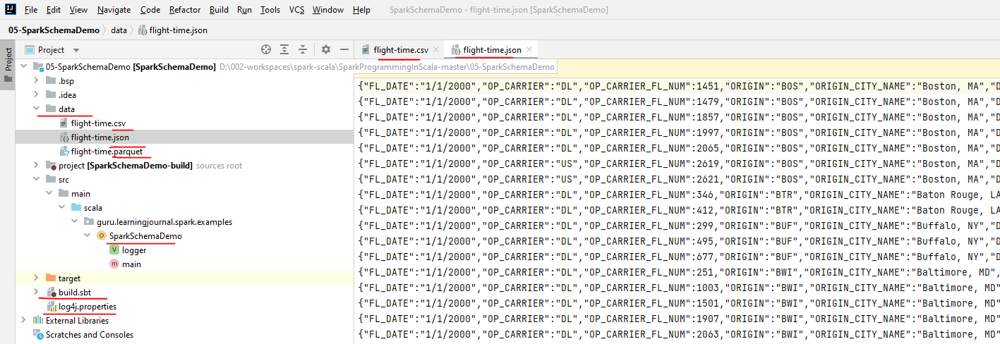 File Edit View Navigate Code Refactor Build Run Tools VCS Window Help SparkSchemaDemo - flight-time.json [SparkSchemaDemo]
05-SparkSchemaDemo data flight-time.json
Project
Project
flight-time.csv flight-time.json
05-SparkSchemaDemo [SparkSchemaDemo] D:\002-workspaces\spark-scala\SparkProgrammingInScala-master\05-SparkSchemaDemo
.bsp
.idea
data
flight-time.csv
flight-time.json
flight-time.parquet
project [SparkSchemaDemo-build] sources root
src
main
scala
guru.learningjournal.spark.examples
SparkSchemaDemo
logger
main
target
build.sbt
log4j.properties
External Libraries
Scratches and Consoles
{"FL_DATE":"1/1/2000","OP_CARRIER":"DL","OP_CARRIER_FL_NUM":1451,"ORIGIN":"BOS","ORIGIN_CITY_NAME":"Boston, MA","D
{"FL_DATE":"1/1/2000","OP_CARRIER":"DL","OP_CARRIER_FL_NUM":1479,"ORIGIN":"BOS","ORIGIN_CITY_NAME":"Boston, MA","D
{"FL_DATE":"1/1/2000","OP_CARRIER":"DL","OP_CARRIER_FL_NUM":1857,"ORIGIN":"BOS","ORIGIN_CITY_NAME":"Boston, MA","D
{"FL_DATE":"1/1/2000","OP_CARRIER":"DL","OP_CARRIER_FL_NUM":1997,"ORIGIN":"BOS","ORIGIN_CITY_NAME":"Boston, MA","D
{"FL_DATE":"1/1/2000","OP_CARRIER":"DL","OP_CARRIER_FL_NUM":2065,"ORIGIN":"BOS","ORIGIN_CITY_NAME":"Boston, MA","D
{"FL_DATE":"1/1/2000","OP_CARRIER":"US","OP_CARRIER_FL_NUM":2619,"ORIGIN":"BOS","ORIGIN_CITY_NAME":"Boston, MA","D
{"FL_DATE":"1/1/2000","OP_CARRIER":"US","OP_CARRIER_FL_NUM":2621,"ORIGIN":"BOS","ORIGIN_CITY_NAME":"Boston, MA","D
{"FL_DATE":"1/1/2000","OP_CARRIER":"DL","OP_CARRIER_FL_NUM":346,"ORIGIN":"BTR","ORIGIN_CITY_NAME":"Baton Rouge, LA
{"FL_DATE":"1/1/2000","OP_CARRIER":"DL","OP_CARRIER_FL_NUM":412,"ORIGIN":"BTR","ORIGIN_CITY_NAME":"Baton Rouge, LA
{"FL_DATE":"1/1/2000","OP_CARRIER":"DL","OP_CARRIER_FL_NUM":299,"ORIGIN":"BUF","ORIGIN_CITY_NAME":"Buffalo, NY","D
{"FL_DATE":"1/1/2000","OP_CARRIER":"DL","OP_CARRIER_FL_NUM":495,"ORIGIN":"BUF","ORIGIN_CITY_NAME":"Buffalo, NY","D
{"FL_DATE":"1/1/2000","OP_CARRIER":"DL","OP_CARRIER_FL_NUM":677,"ORIGIN":"BUF","ORIGIN_CITY_NAME":"Buffalo, NY","D
{"FL_DATE":"1/1/2000","OP_CARRIER":"DL","OP_CARRIER_FL_NUM":251,"ORIGIN":"BWI","ORIGIN_CITY_NAME":"Baltimore, MD",
{"FL_DATE":"1/1/2000","OP_CARRIER":"DL","OP_CARRIER_FL_NUM":1003,"ORIGIN":"BWI","ORIGIN_CITY_NAME":"Baltimore, MD"
{"FL_DATE":"1/1/2000","OP_CARRIER":"DL","OP_CARRIER_FL_NUM":1501,"ORIGIN":"BWI","ORIGIN_CITY_NAME":"Baltimore, MD"
{"FL_DATE":"1/1/2000","OP_CARRIER":"DL","OP_CARRIER_FL_NUM":1907,"ORIGIN":"BWI","ORIGIN_CITY_NAME":"Baltimore, MD"
{"FL_DATE":"1/1/2000","OP_CARRIER":"DL","OP_CARRIER_FL_NUM":2063,"ORIGIN":"BWI","ORIGIN_CITY_NAME":"Baltimore, MD"